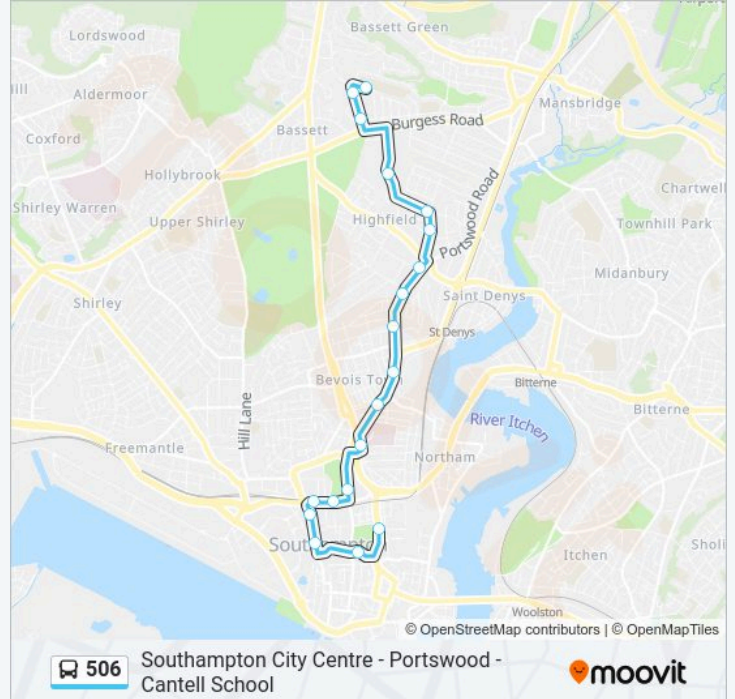 Bassett Green
Lordswood
Aldermoor
Mansbridge
Coxford
Bassett
Burgess Road
Hollybrook
Portswood Road
Chartwell
Shirley Warren
Upper Shirley
Highfield
Townhill Park
Midanbury
Shirley
Saint Denys
St Denys
Bevois To
Bitterne
Hill Lane
Bitterne
River Itchen
Freemantle
Northam
Southampton
Itchen
Sholi
Woolston
© OpenStreetMap contributors | © OpenMapTiles
506
Southampton City Centre - Portswood -
Cantell School
moovit